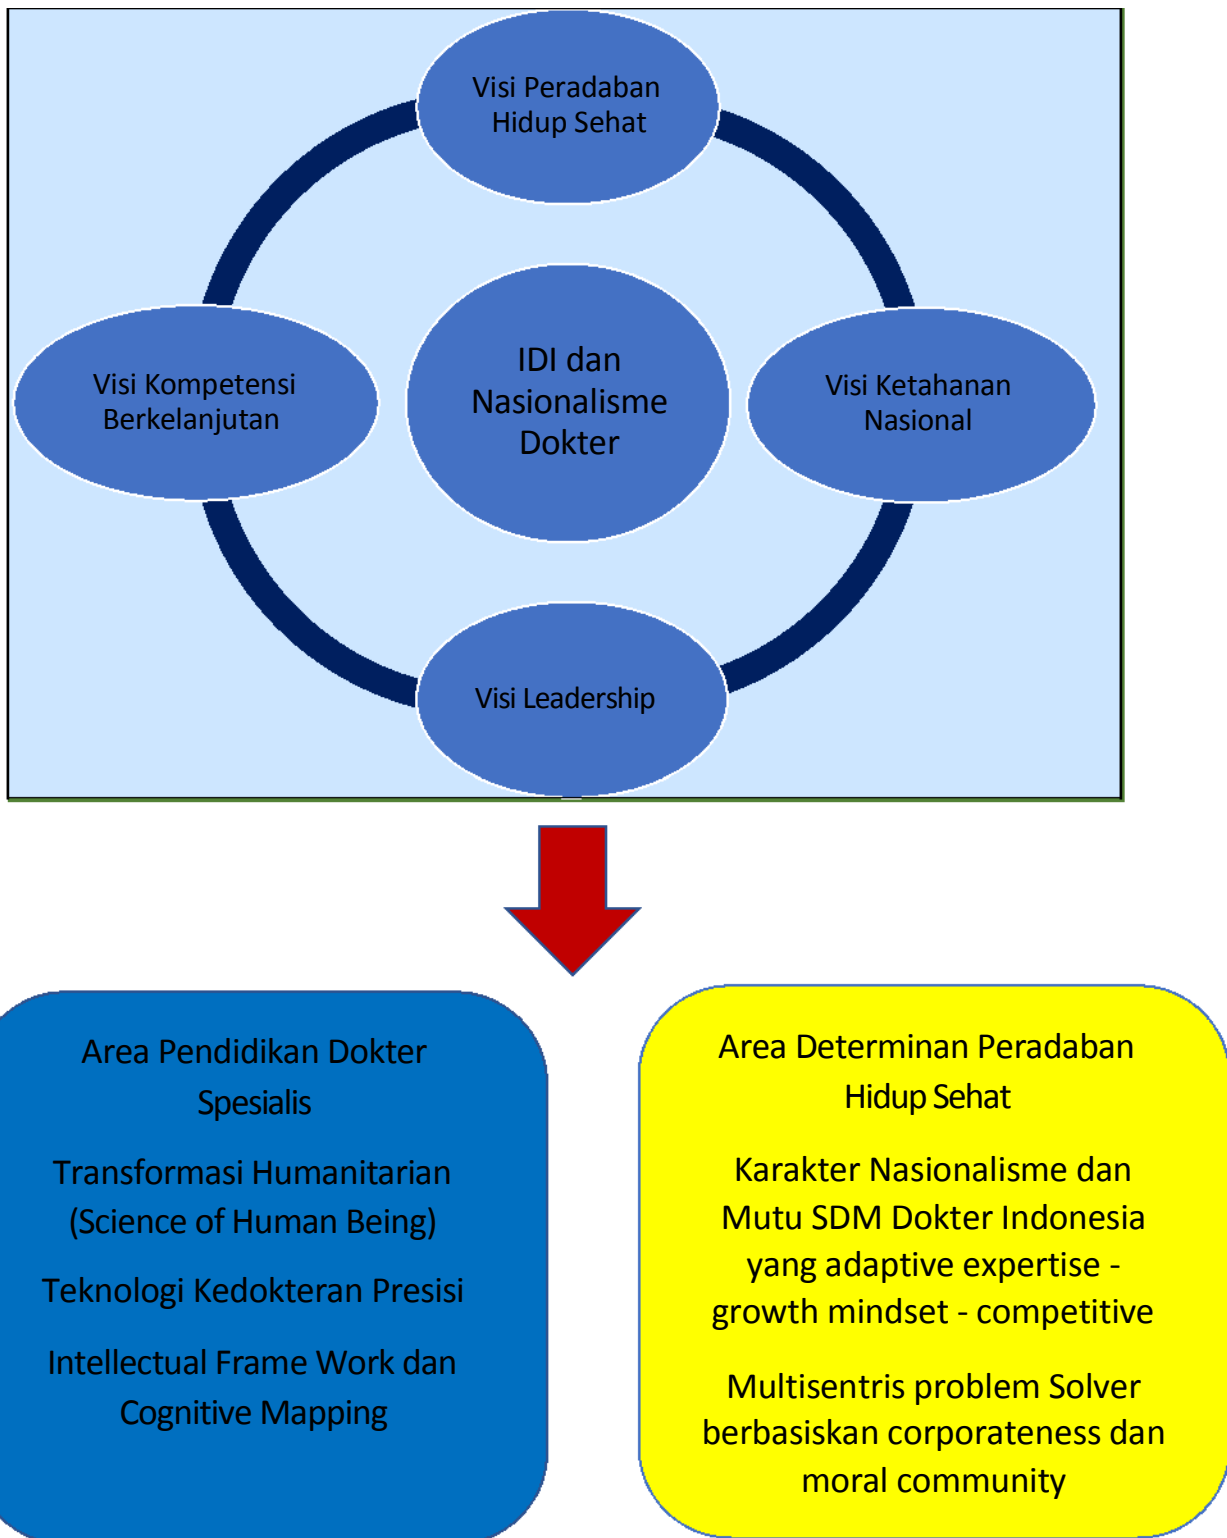 Visi Peradaban
Hidup Sehat
Visi Kompetensi
Berkelanjutan
IDI dan
Nasionalisme
Dokter
Visi Ketahanan
Nasional
Visi Leadership
Area Pendidikan Dokter
Spesialis
Transformasi Humanitarian
(Science of Human Being)
Teknologi Kedokteran Presisi
Intellectual Frame Work dan
Cognitive Mapping
Area Determinan Peradaban
Hidup Sehat
Karakter Nasionalisme dan
Mutu SDM Dokter Indonesia
yang adaptive expertise -
growth mindset - competitive
Multisentris problem Solver
berbasiskan corporateness dan
moral community